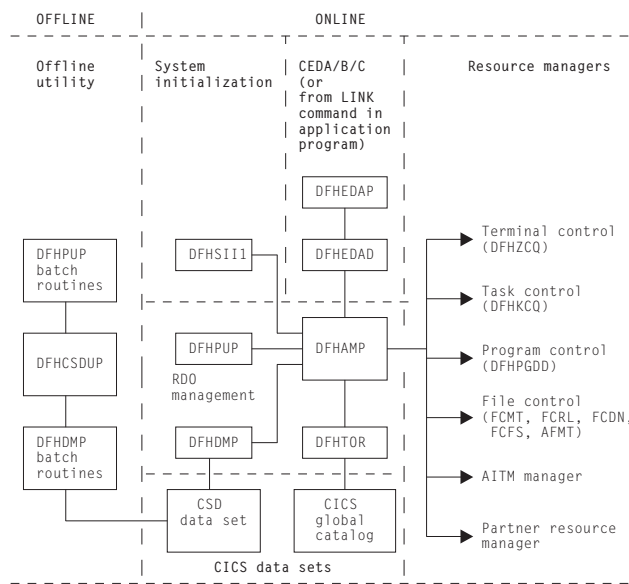 OFFLINE
ONLINE
Offline
utility
System
initialization
CEDA/B/C
(or
from LINK
command in
application
program)
Resource managers
DFHEDAP
DFHPUP
batch
routines
DFHSII1
DFHEDAD
Terminal control
(DFHZCQ)
Task control
(DFHKCQ)
DFHCSDUP
DFHPUP
DFHAMP
Program control
(DFHPGDD)
RDO
management
File control
(FCMT, FCRL, FCDN,
FCFS, AFMT)
DFHDMP
batch
routines
DFHDMP
DFHTOR
AITM manager
CSD
data set
CICS
global
catalog
Partner resource
manager
CICS data sets